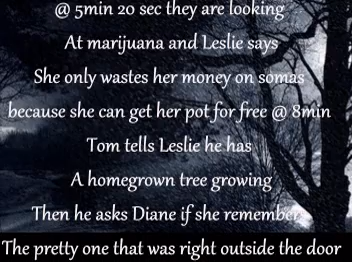 @ 5min 20 sec they are looking
At marijuana and Leslie says
She only wastes her money on somas
because she can get her pot for free @ 8min
Tom tells Leslie he has
A homegrown tree growing
Then he asks Diane if she remember
The pretty one that was right outside the door